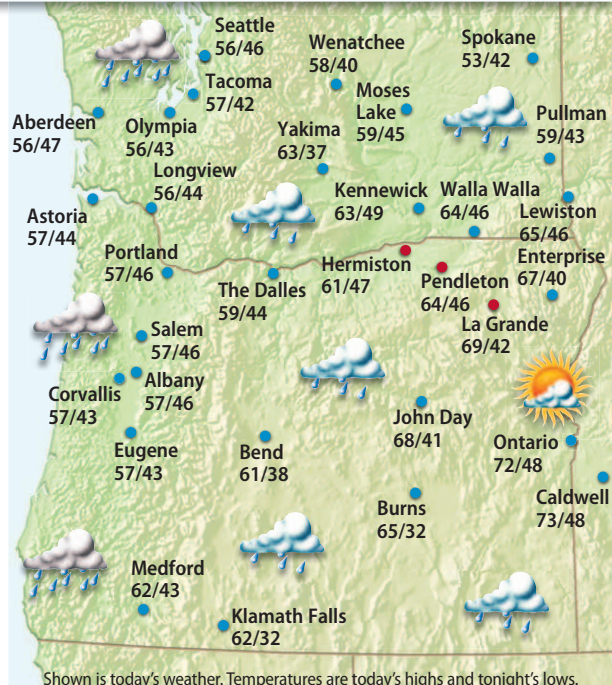 Seattle
56/46
Wenatchee
58/40
Spokane
53/42
Tacoma
57/42
Moses
Lake
59/45
Pullman
59/43
Aberdeen
56/47
Olympia
56/43
Yakima
63/37
Longview
56/44
Kennewick
63/49
Walla Walla
64/46
Lewiston
65/46
Astoria
57/44
Portland
57/46
The Dalles
59/44
Hermiston
61/47
Pendleton
64/46
Enterprise
67/40
La Grande
69/42
Salem
57/46
Corvallis
57/43
Albany
57/46
John Day
68/41
Eugene
57/43
Bend
61/38
Ontario
72/48
Burns
65/32
Caldwell
73/48
Medford
62/43
Klamath Falls
62/32
Shown is today's weather. Temperatures are today's highs and tonight's lows.